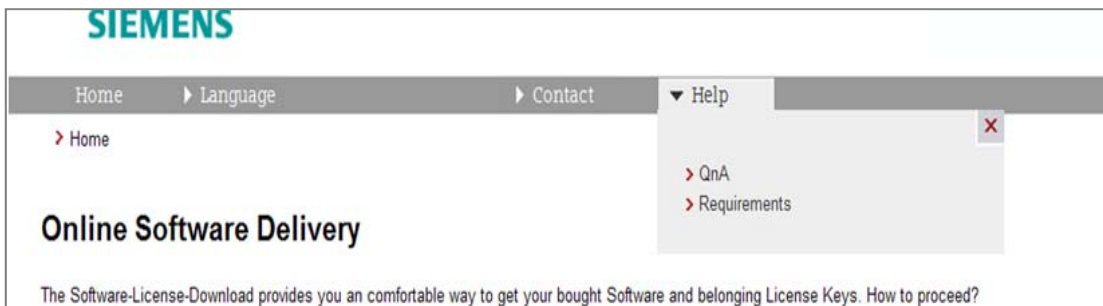 SIEMENS
Home Language Contact Help
Home
QnA
Requirements
Online Software Delivery
The Software-License-Download provides you an comfortable way to get your bought Software and belonging License Keys. How to proceed?